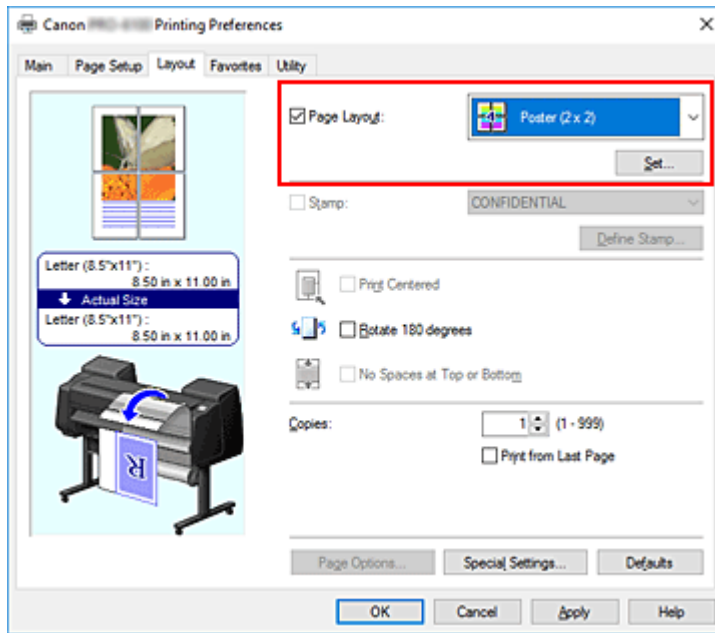 Canon Printing Preferences
Main Page Setup Layout Favorites Utility
Page Layout: 4 Poster (2 x 2)
Set...
Stamp: CONFIDENTIAL
Define Stamp...
Letter (8.5"x11") :
8.50 in x 11.00 in
Actual Size
Letter (8.5"x11") :
8.50 in x 11.00 in
Print Centered
Rotate 180 degrees
No Spaces at Top or Bottom
Copies: 1 (1 - 999)
Print from Last Page
R
Page Options... Special Settings... Defaults
OK Cancel Apply Help